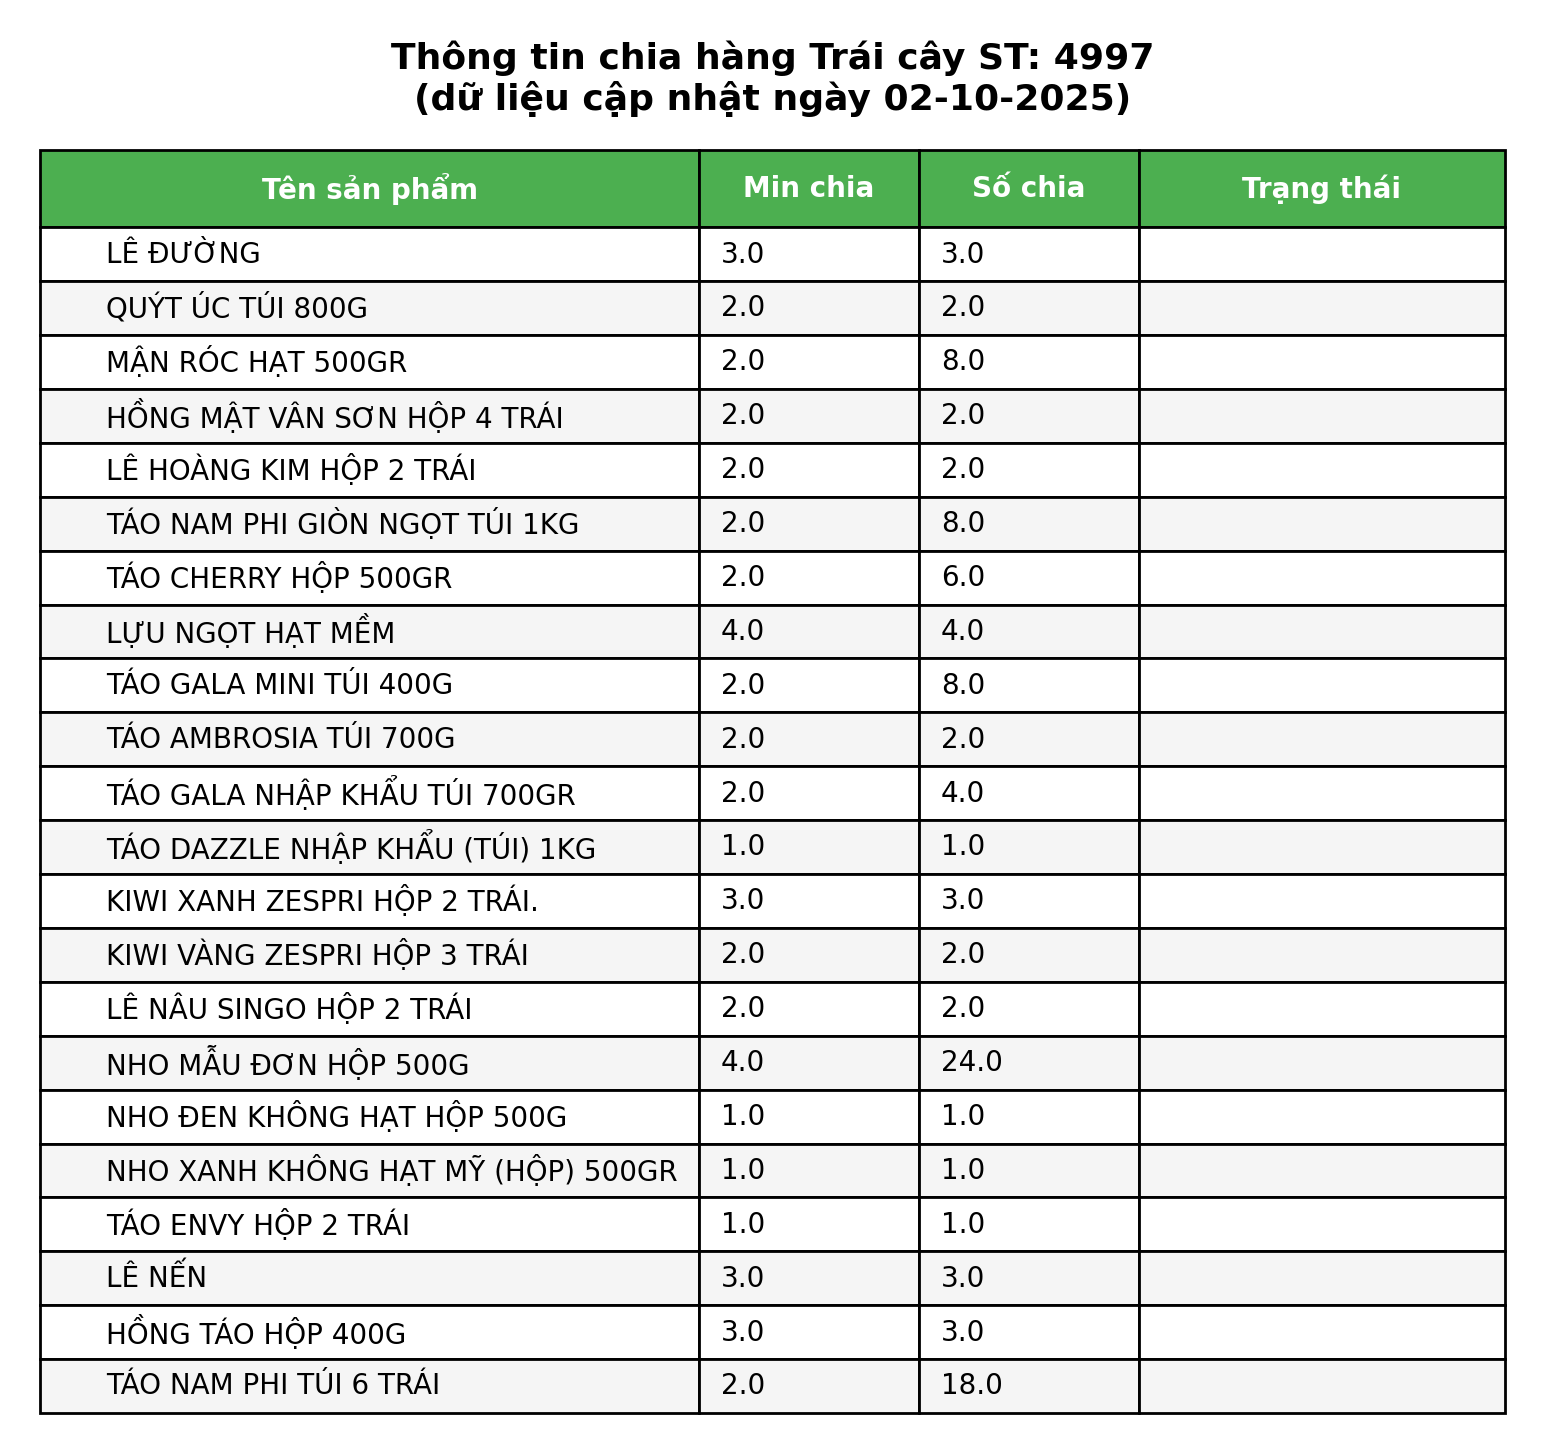 Thông tin chia hàng Trái cây ST: 4997
(dữ liệu cập nhật ngày 02-10-2025)
Tên sản phẩm Min chia Số chia Trạng thái
LÊ ĐƯỜNG 3.0 3.0
QUÝT ÚC TÚI 800G 2.0 2.0
MẬN RÓC HẠT 500GR 2.0 8.0
HỒNG MẬT VÂN SƠN HỘP 4 TRÁI 2.0 2.0
LÊ HOÀNG KIM HỘP 2 TRÁI 2.0 2.0
TÁO NAM PHI GIÒN NGỌT TÚI 1KG 2.0 8.0
TÁO CHERRY HỘP 500GR 2.0 6.0
LỰU NGỌT HẠT MỀM 4.0 4.0
TÁO GALA MINI TÚI 400G 2.0 8.0
TÁO AMBROSIA TÚI 700G 2.0 2.0
TÁO GALA NHẬP KHẨU TÚI 700GR 2.0 4.0
TÁO DAZZLE NHẬP KHẨU (TÚI) 1KG 1.0 1.0
KIWI XANH ZESPRI HỘP 2 TRÁI. 3.0 3.0
KIWI VÀNG ZESPRI HỘP 3 TRÁI 2.0 2.0
LÊ NÂU SINGO HỘP 2 TRÁI 2.0 2.0
NHO MẪU ĐƠN HỘP 500G 4.0 24.0
NHO ĐEN KHÔNG HẠT HỘP 500G 1.0 1.0
NHO XANH KHÔNG HẠT MỸ (HỘP) 500GR 1.0 1.0
TÁO ENVY HỘP 2 TRÁI 1.0 1.0
LÊ NẾN 3.0 3.0
HỒNG TÁO HỘP 400G 3.0 3.0
TÁO NAM PHI TÚI 6 TRÁI 2.0 18.0